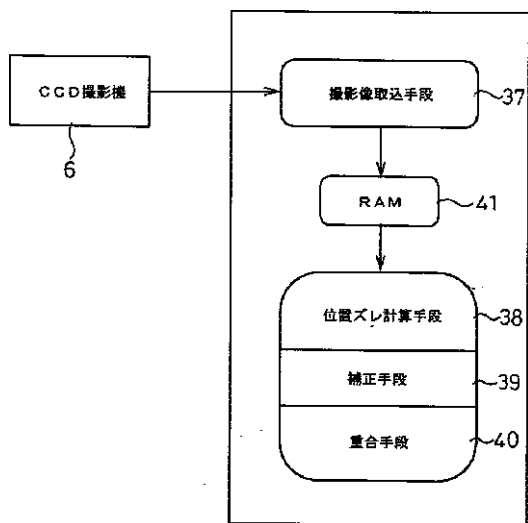 CCD撮影機
6
撮影像取込手段
37
RAM
41
位置ズレ計算手段
38
補正手段
39
重合手段
40